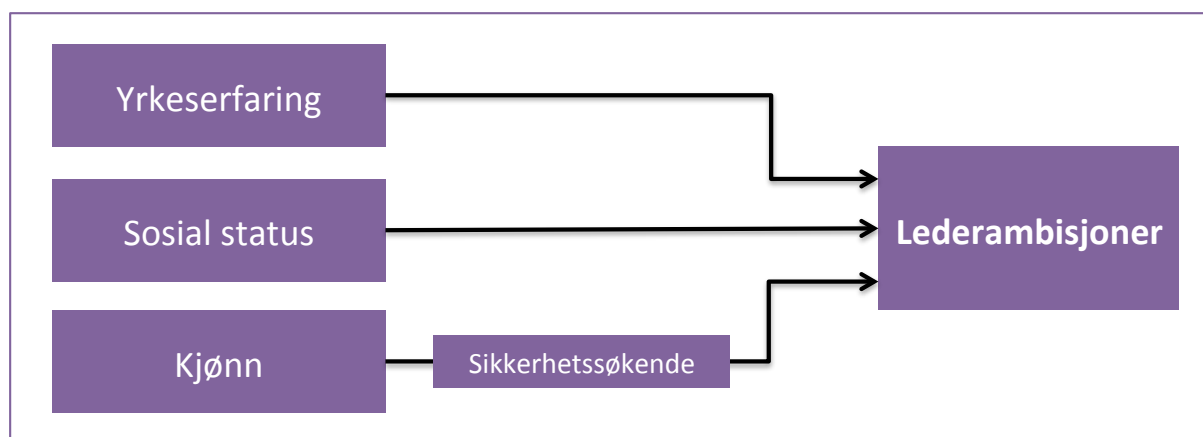 Yrkeserfaring
Sosial status
Kjønn
Sikkerhetssøkende
Lederambisjoner